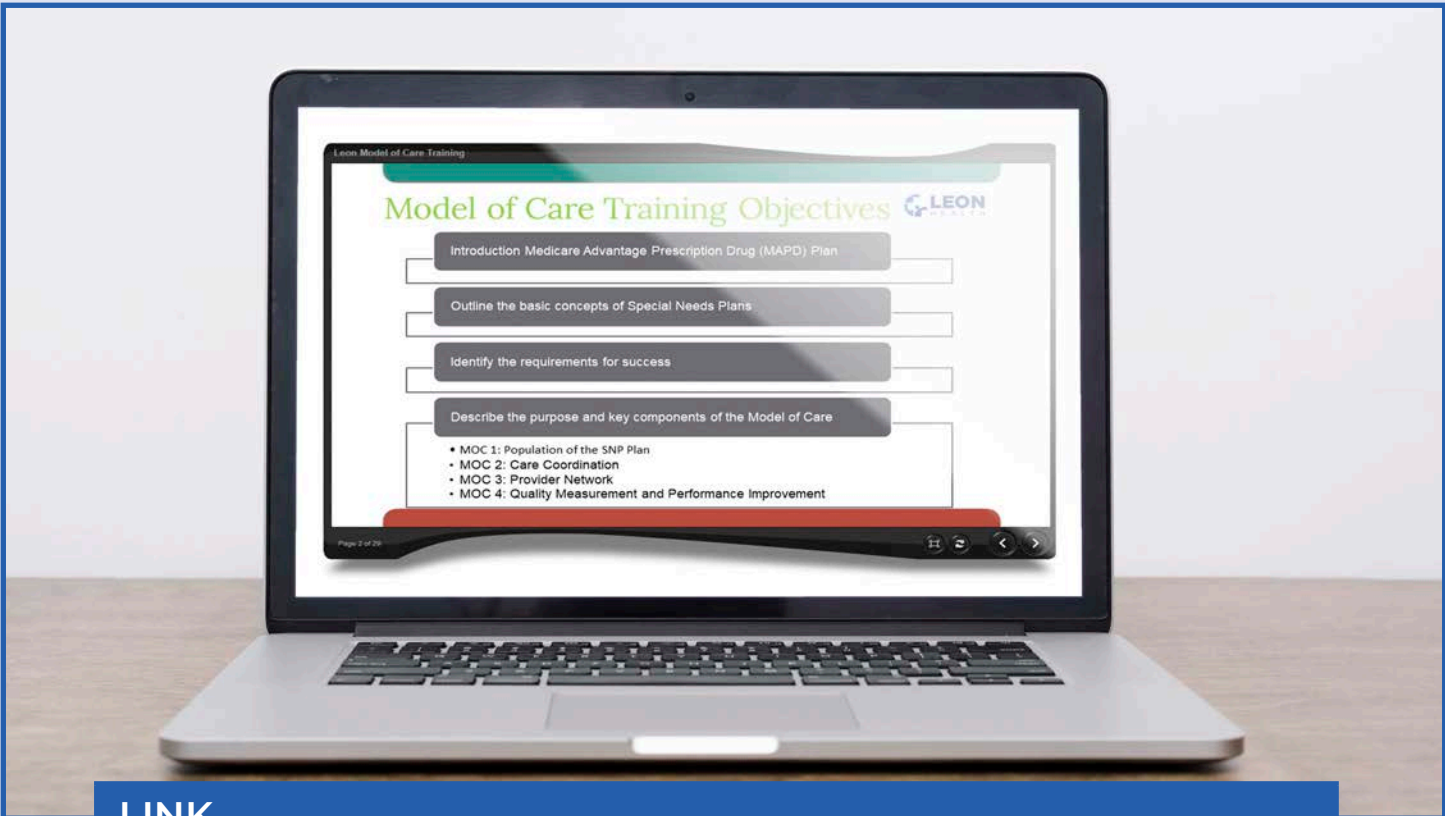 Leon Model of Care Training
Model of Care Training Objectives
LEON
HEALTH
Introduction Medicare Advantage Prescription Drug (MAPD) Plan
Outline the basic concepts of Special Needs Plans
Identify the requirements for success
Describe the purpose and key components of the Model of Care
• MOC 1: Population of the SNP Plan
• MOC 2: Care Coordination
• MOC 3: Provider Network
• MOC 4: Quality Measurement and Performance Improvement
Page 2 of 29
LINK